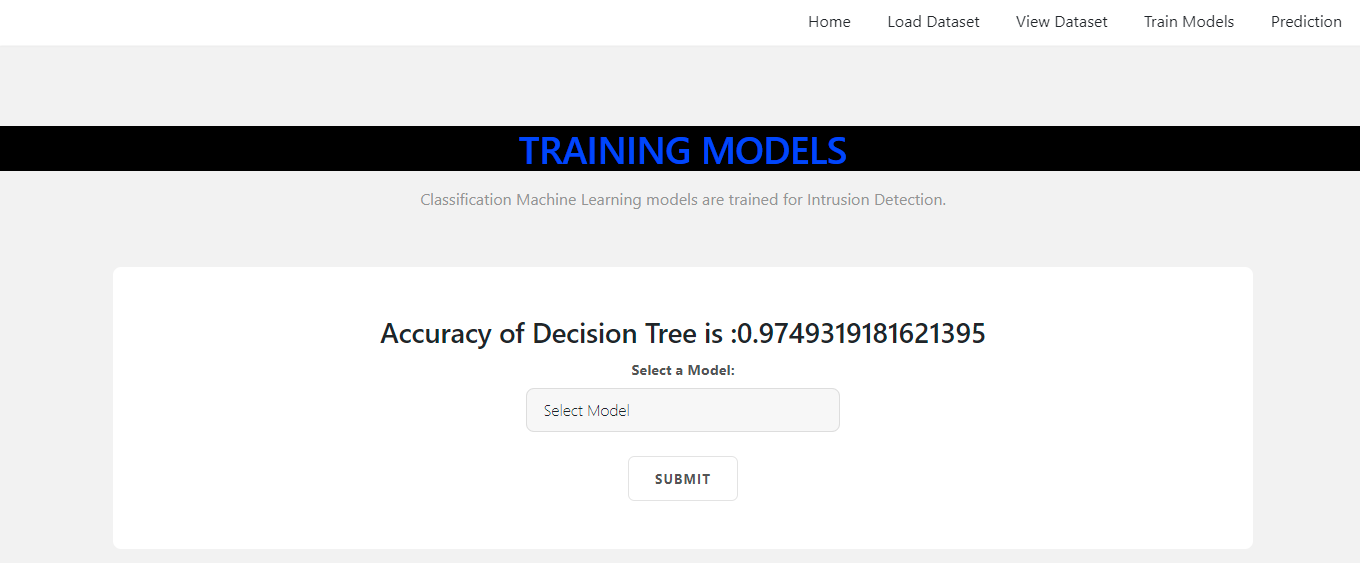 Home Load Dataset View Dataset Train Models Prediction
TRAINING MODELS
Classification Machine Learning models are trained for Intrusion Detection.
Accuracy of Decision Tree is :0.9749319181621395
Select a Model:
Select Model
SUBMIT